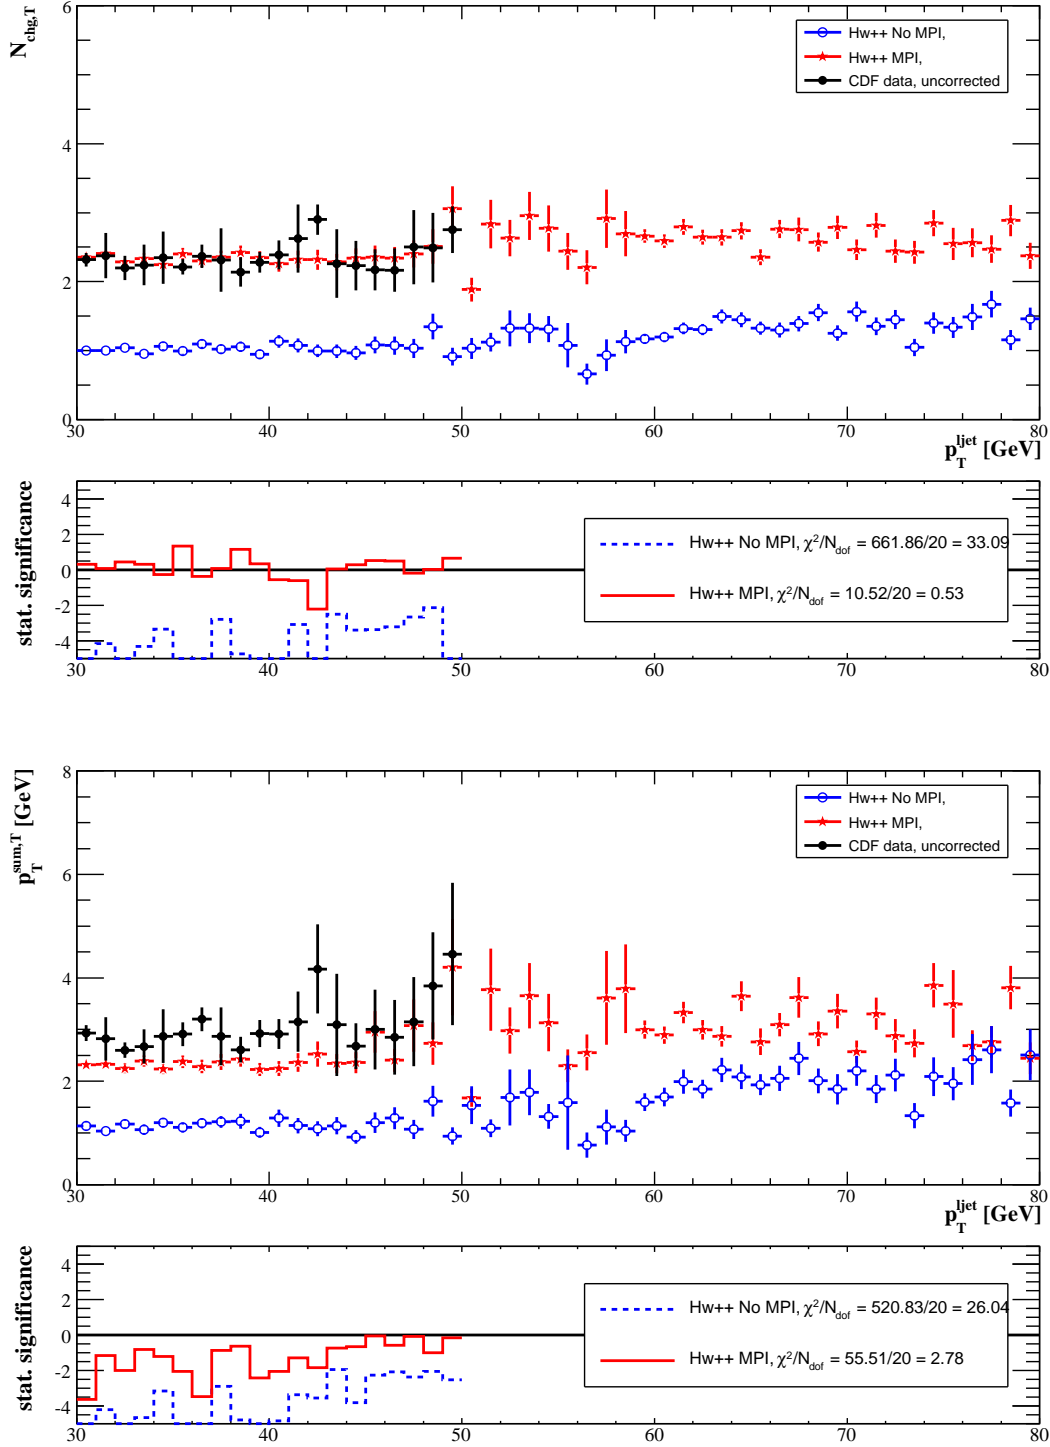 N_chg,T
6
4
2
0
Hw++ No MPI,
Hw++ MPI,
CDF data, uncorrected
30 40 50 60 70 80
p_T^ljet [GeV]
stat. significance
4
2
0
-2
-4
Hw++ No MPI, χ²/N_dof = 661.86/20 = 33.09
Hw++ MPI, χ²/N_dof = 10.52/20 = 0.53
30 40 50 60 70 80
p_T^sum,T [GeV]
8
6
4
2
0
Hw++ No MPI,
Hw++ MPI,
CDF data, uncorrected
30 40 50 60 70 80
p_T^ljet [GeV]
stat. significance
4
2
0
-2
-4
Hw++ No MPI, χ²/N_dof = 520.83/20 = 26.04
Hw++ MPI, χ²/N_dof = 55.51/20 = 2.78
30 40 50 60 70 80